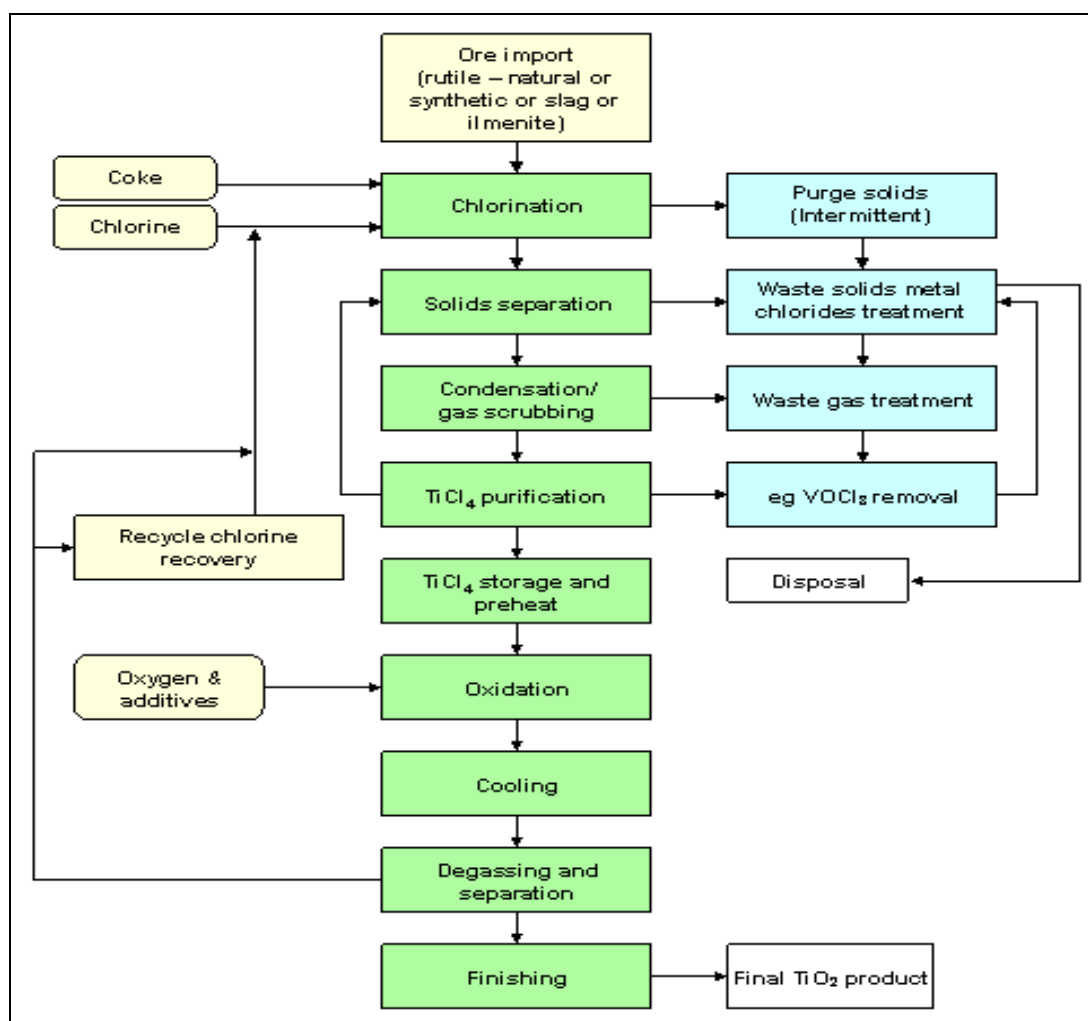 Ore import
(rutile – natural or
synthetic or slag or
ilmenite)
Coke
Chlorination
Purge solids
(Intermittent)
Chlorine
Solids separation
Waste solids metal
chlorides treatment
Condensation/
gas scrubbing
Waste gas treatment
TiCl₄ purification
eg VOCl₃ removal
Recycle chlorine
recovery
TiCl₄ storage and
preheat
Disposal
Oxygen &
additives
Oxidation
Cooling
Degassing and
separation
Finishing
Final TiO₂ product